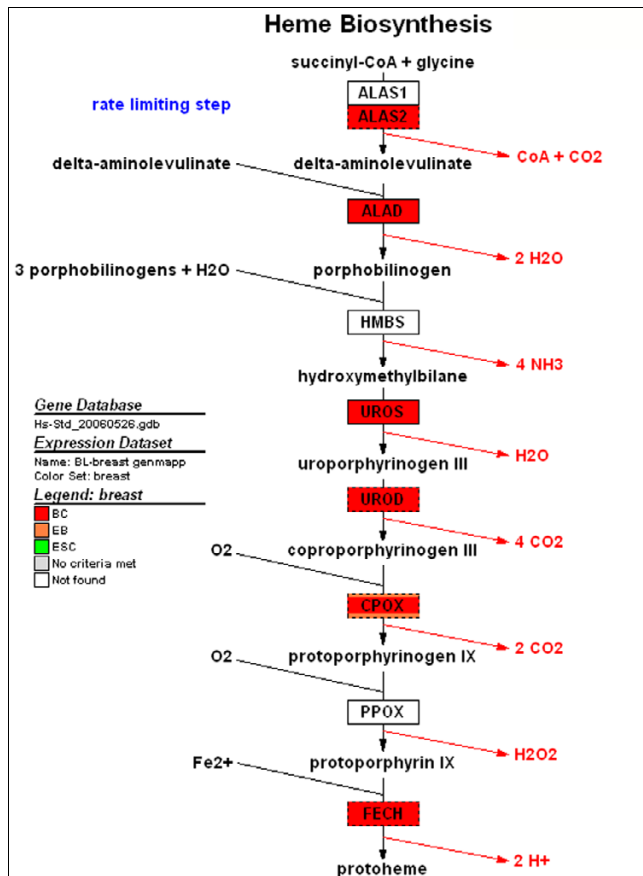 Heme Biosynthesis
succinyl-CoA + glycine
ALAS1
rate limiting step
ALAS2
CoA + CO2
delta-aminolevulinate
delta-aminolevulinate
ALAD
2 H2O
3 porphobilinogens + H2O
porphobilinogen
HMBS
4 NH3
hydroxymethylbilane
Gene Database
Hs-Std_20060526.gdb
Expression Dataset
Name: BL-breast genmapp
Color Set: breast
Legend: breast
BC
EB
ESC
No criteria met
Not found
UROS
H2O
uroporphyrinogen III
UROD
4 CO2
O2
coproporphyrinogen III
CPOX
2 CO2
O2
protoporphyrinogen IX
PPOX
H2O2
Fe2+
protoporphyrin IX
FECH
2 H+
protoheme